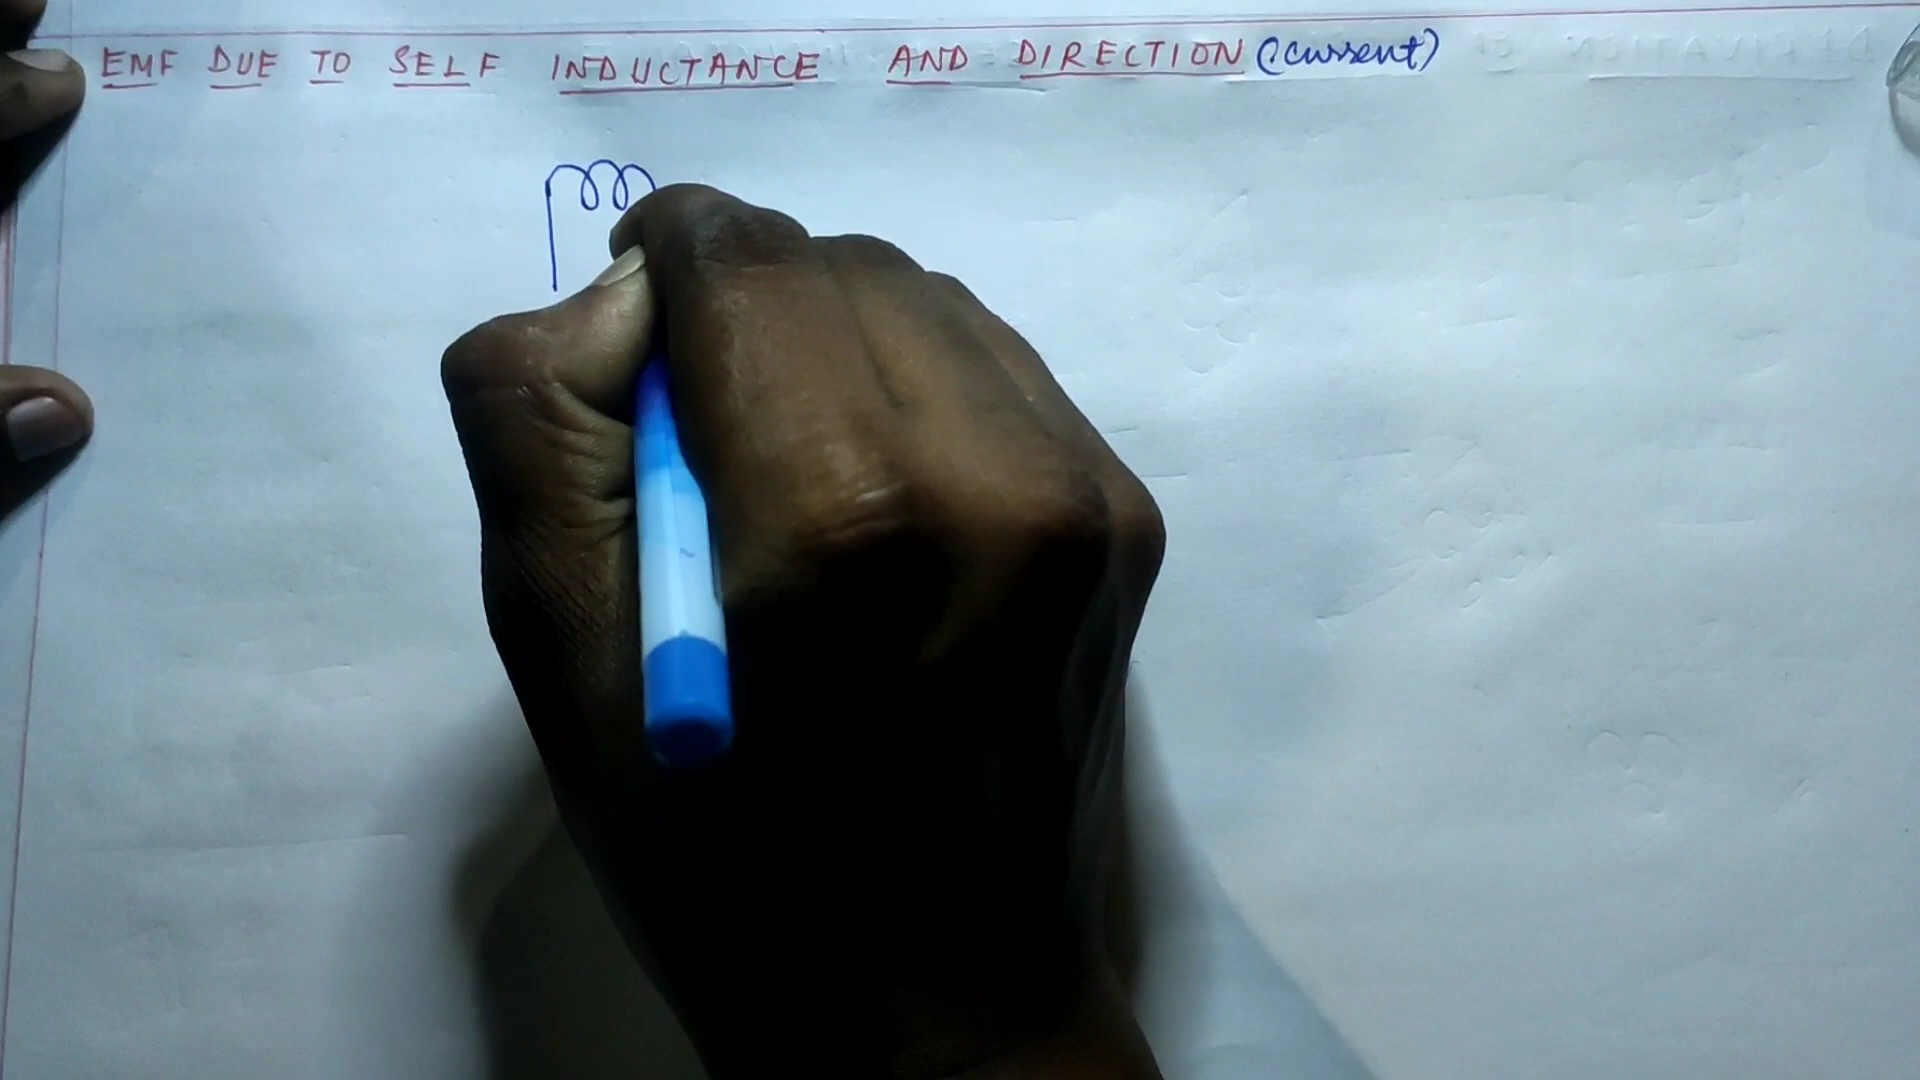 EMF DUE TO SELF INDUCTANCE AND DIRECTION (current)